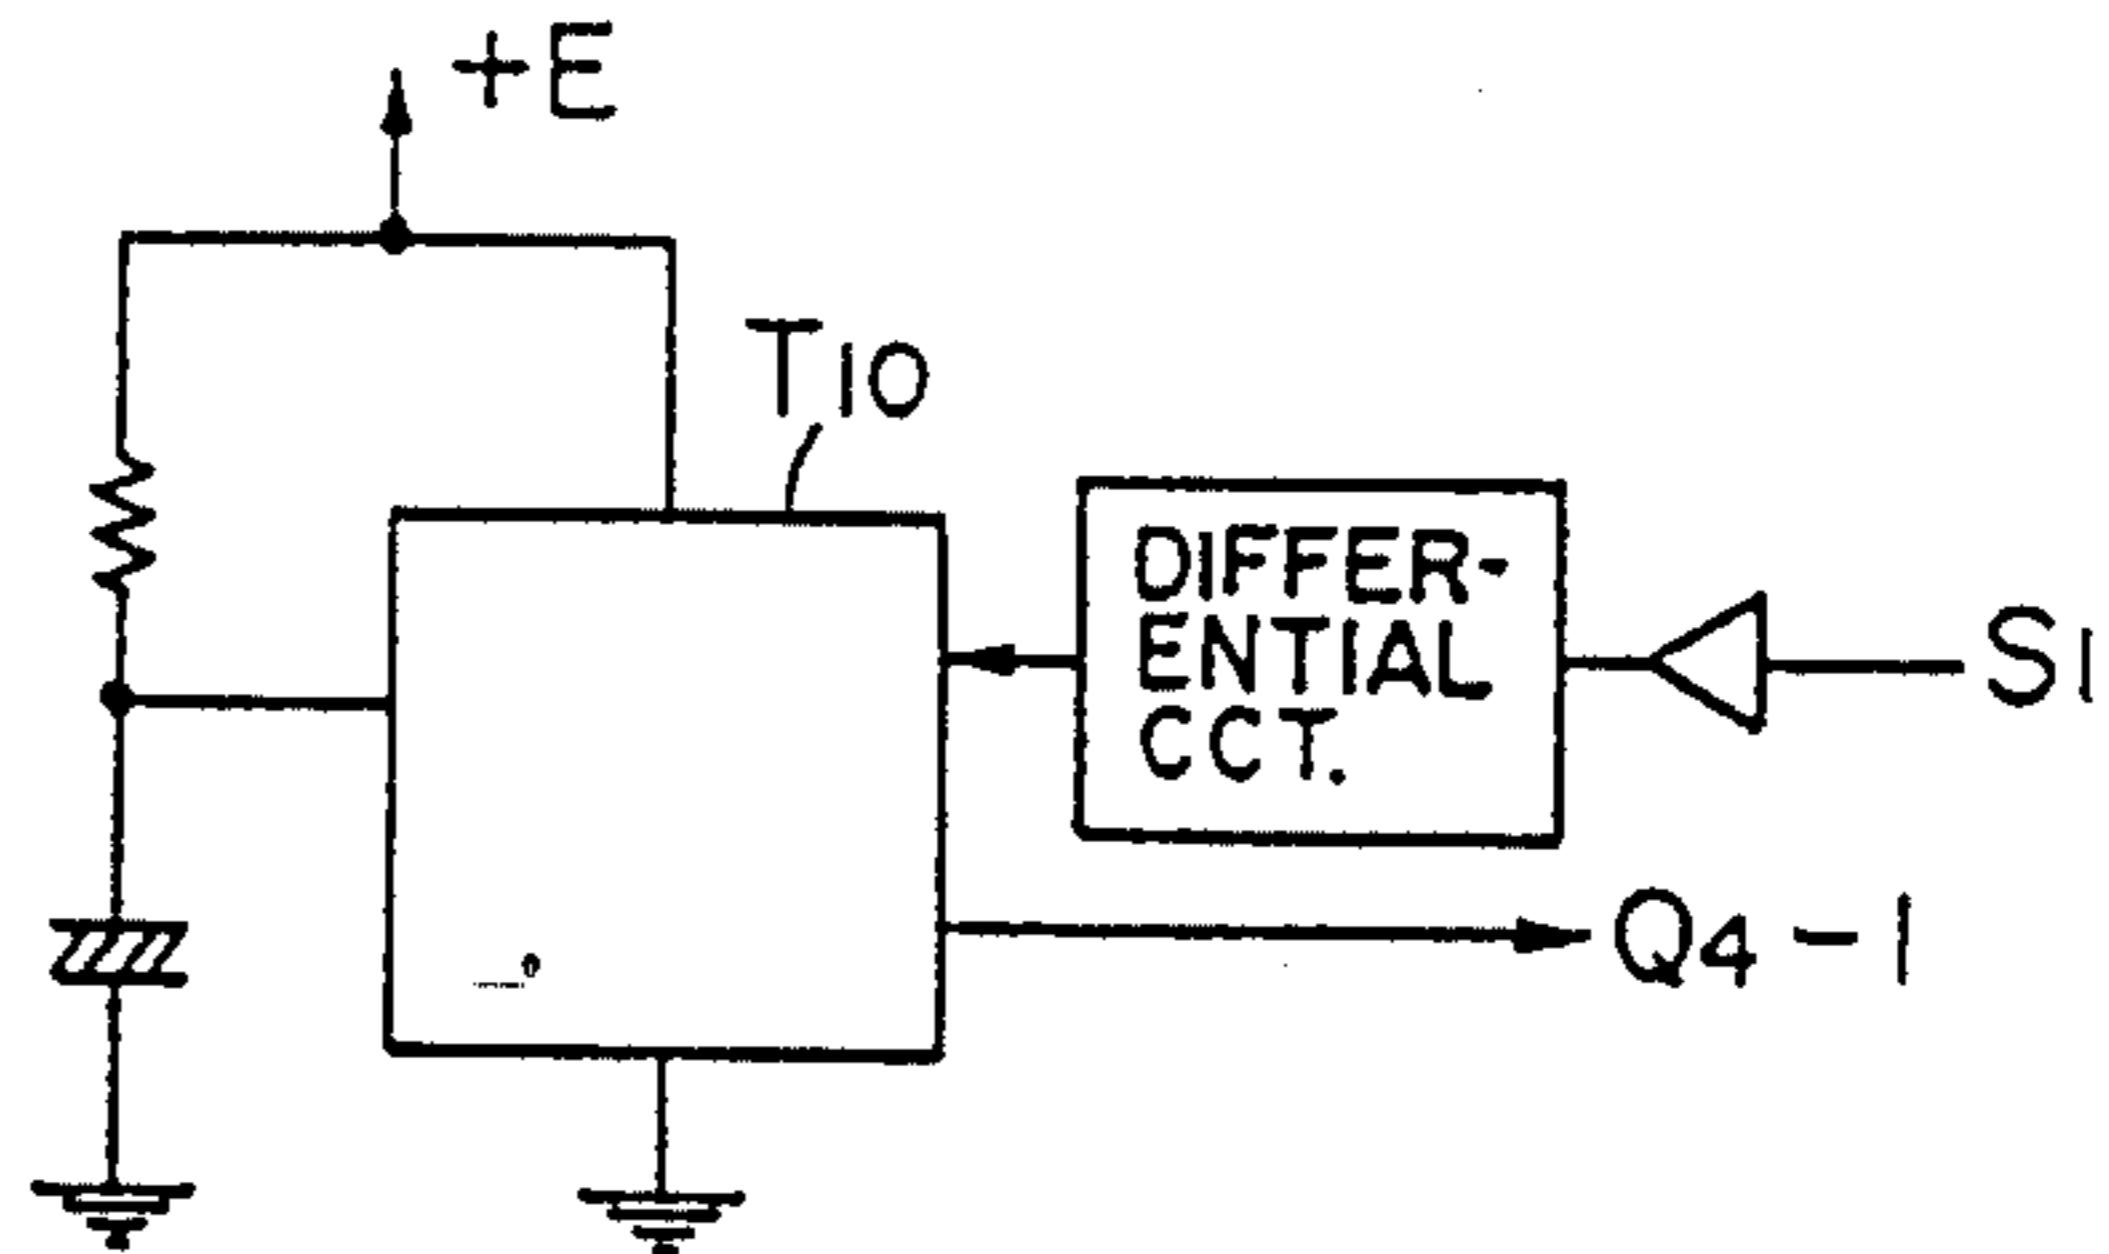 +E
T10
DIFFER-
ENTIAL
CCT.
S1
Q4-1